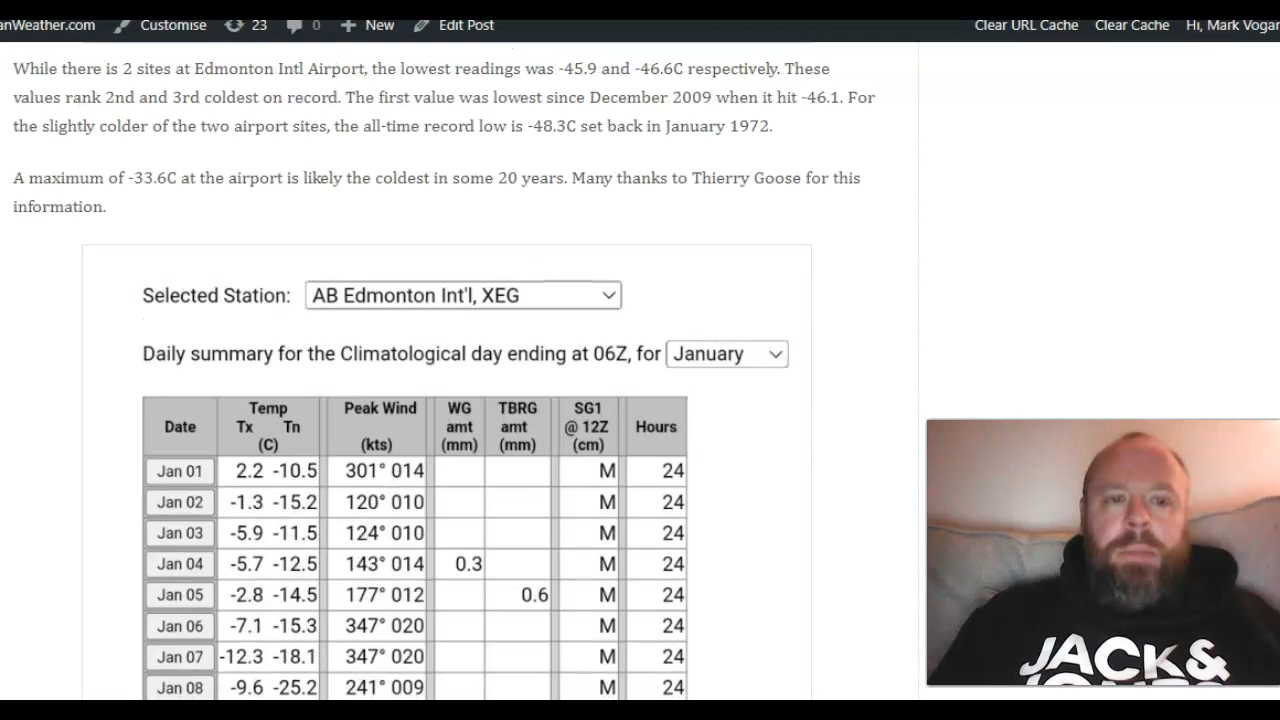 anWeather.com Customise 23 0 New Edit Post Clear URL Cache Clear Cache Hi, Mark Vogan
While there is 2 sites at Edmonton Intl Airport, the lowest readings was -45.9 and -46.6C respectively. These
values rank 2nd and 3rd coldest on record. The first value was lowest since December 2009 when it hit -46.1. For
the slightly colder of the two airport sites, the all-time record low is -48.3C set back in January 1972.
A maximum of -33.6C at the airport is likely the coldest in some 20 years. Many thanks to Thierry Goose for this
information.
Selected Station: AB Edmonton Int'l, XEG
Daily summary for the Climatological day ending at 06Z, for January
Date Temp Tx Tn (C) Peak Wind (kts) WG amt (mm) TBRG amt (mm) SG1 @ 12Z (cm) Hours
Jan 01 2.2 -10.5 301° 014 M 24
Jan 02 -1.3 -15.2 120° 010 M 24
Jan 03 -5.9 -11.5 124° 010 M 24
Jan 04 -5.7 -12.5 143° 014 0.3 M 24
Jan 05 -2.8 -14.5 177° 012 0.6 M 24
Jan 06 -7.1 -15.3 347° 020 M 24
Jan 07 -12.3 -18.1 347° 020 M 24
Jan 08 -9.6 -25.2 241° 009 M 24
JACK&